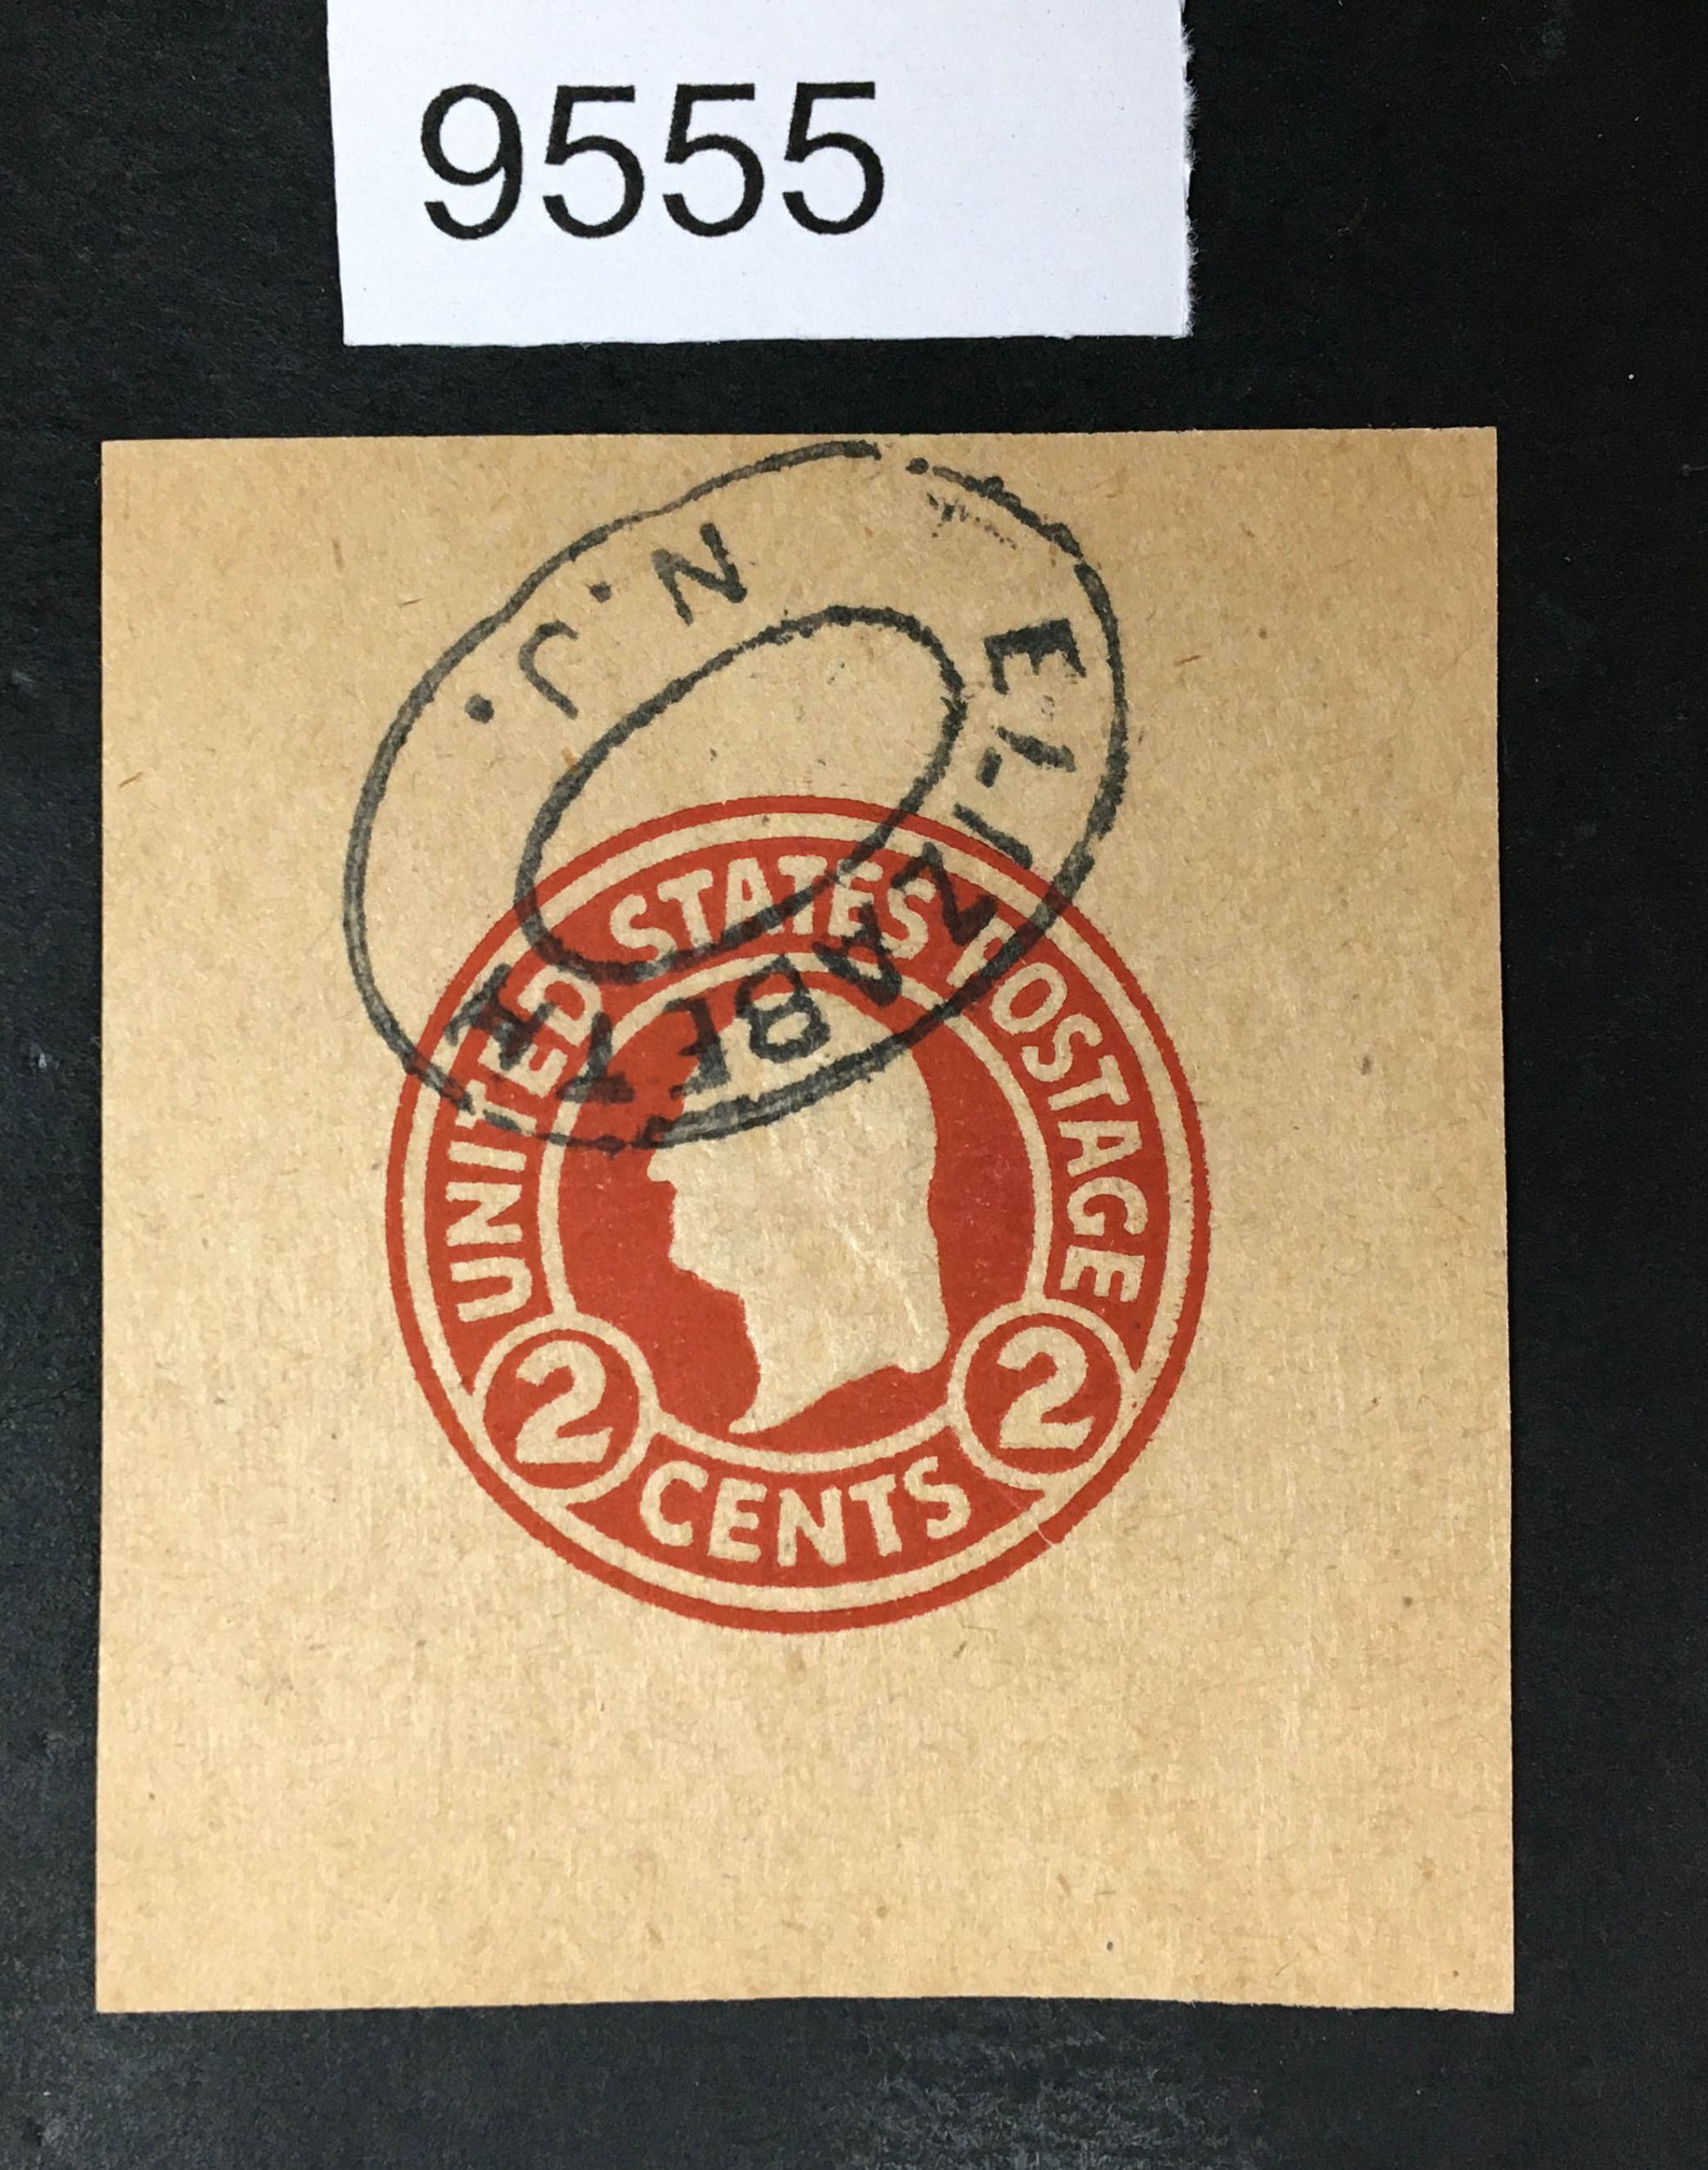 9555
ELIZABETH
N.J.
UNITED STATES POSTAGE
2 CENTS 2